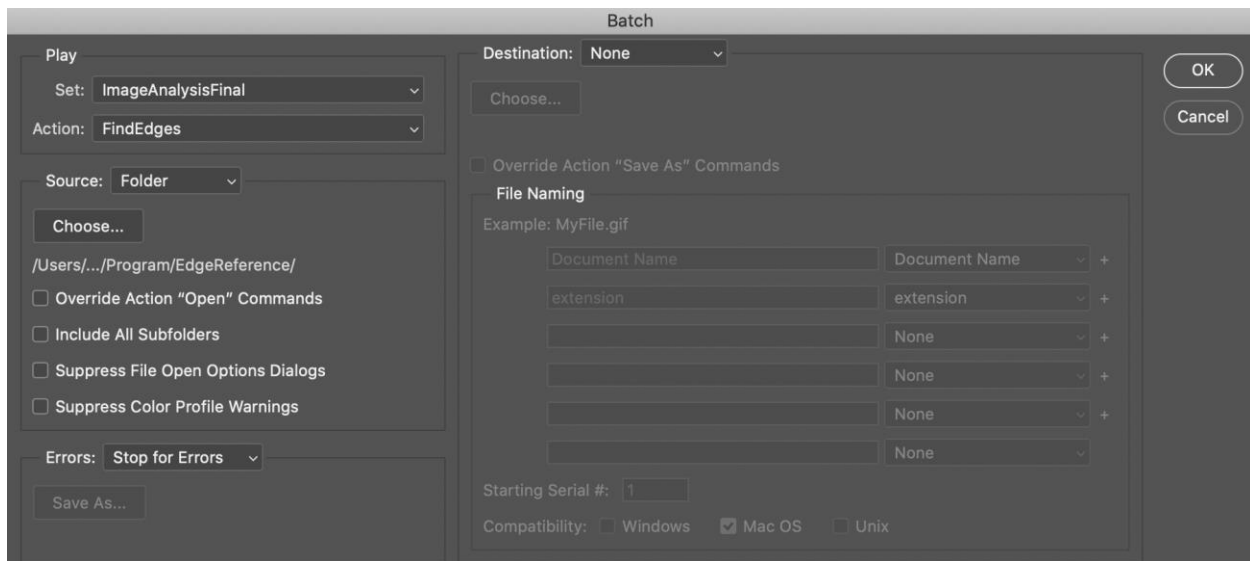 Batch
Play
Set: ImageAnalysisFinal
Action: FindEdges
Source: Folder
Choose...
/Users/.../Program/EdgeReference/
Override Action “Open” Commands
Include All Subfolders
Suppress File Open Options Dialogs
Suppress Color Profile Warnings
Errors: Stop for Errors
Save As...
Destination: None
Choose...
Override Action “Save As” Commands
File Naming
Example: MyFile.gif
Document Name Document Name +
extension extension +
None +
None +
None +
None
Starting Serial #: 1
Compatibility: Windows Mac OS Unix
OK
Cancel